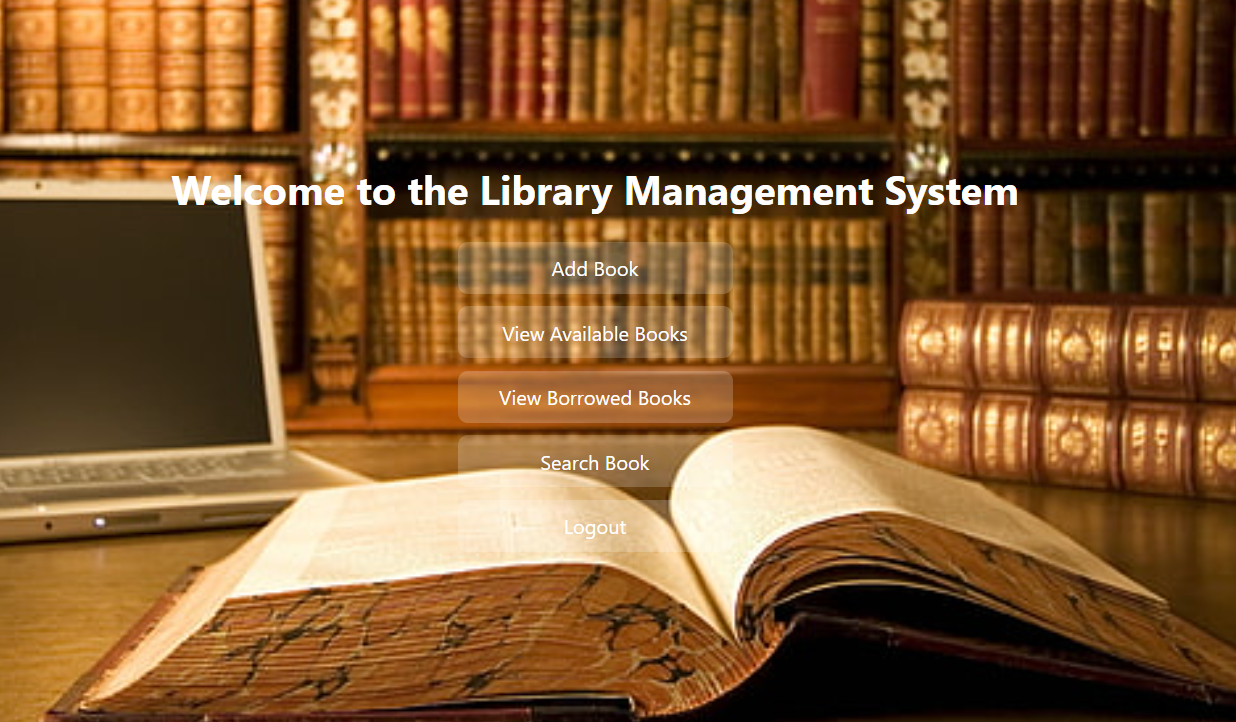 Welcome to the Library Management System
Add Book
View Available Books
View Borrowed Books
Search Book
Logout